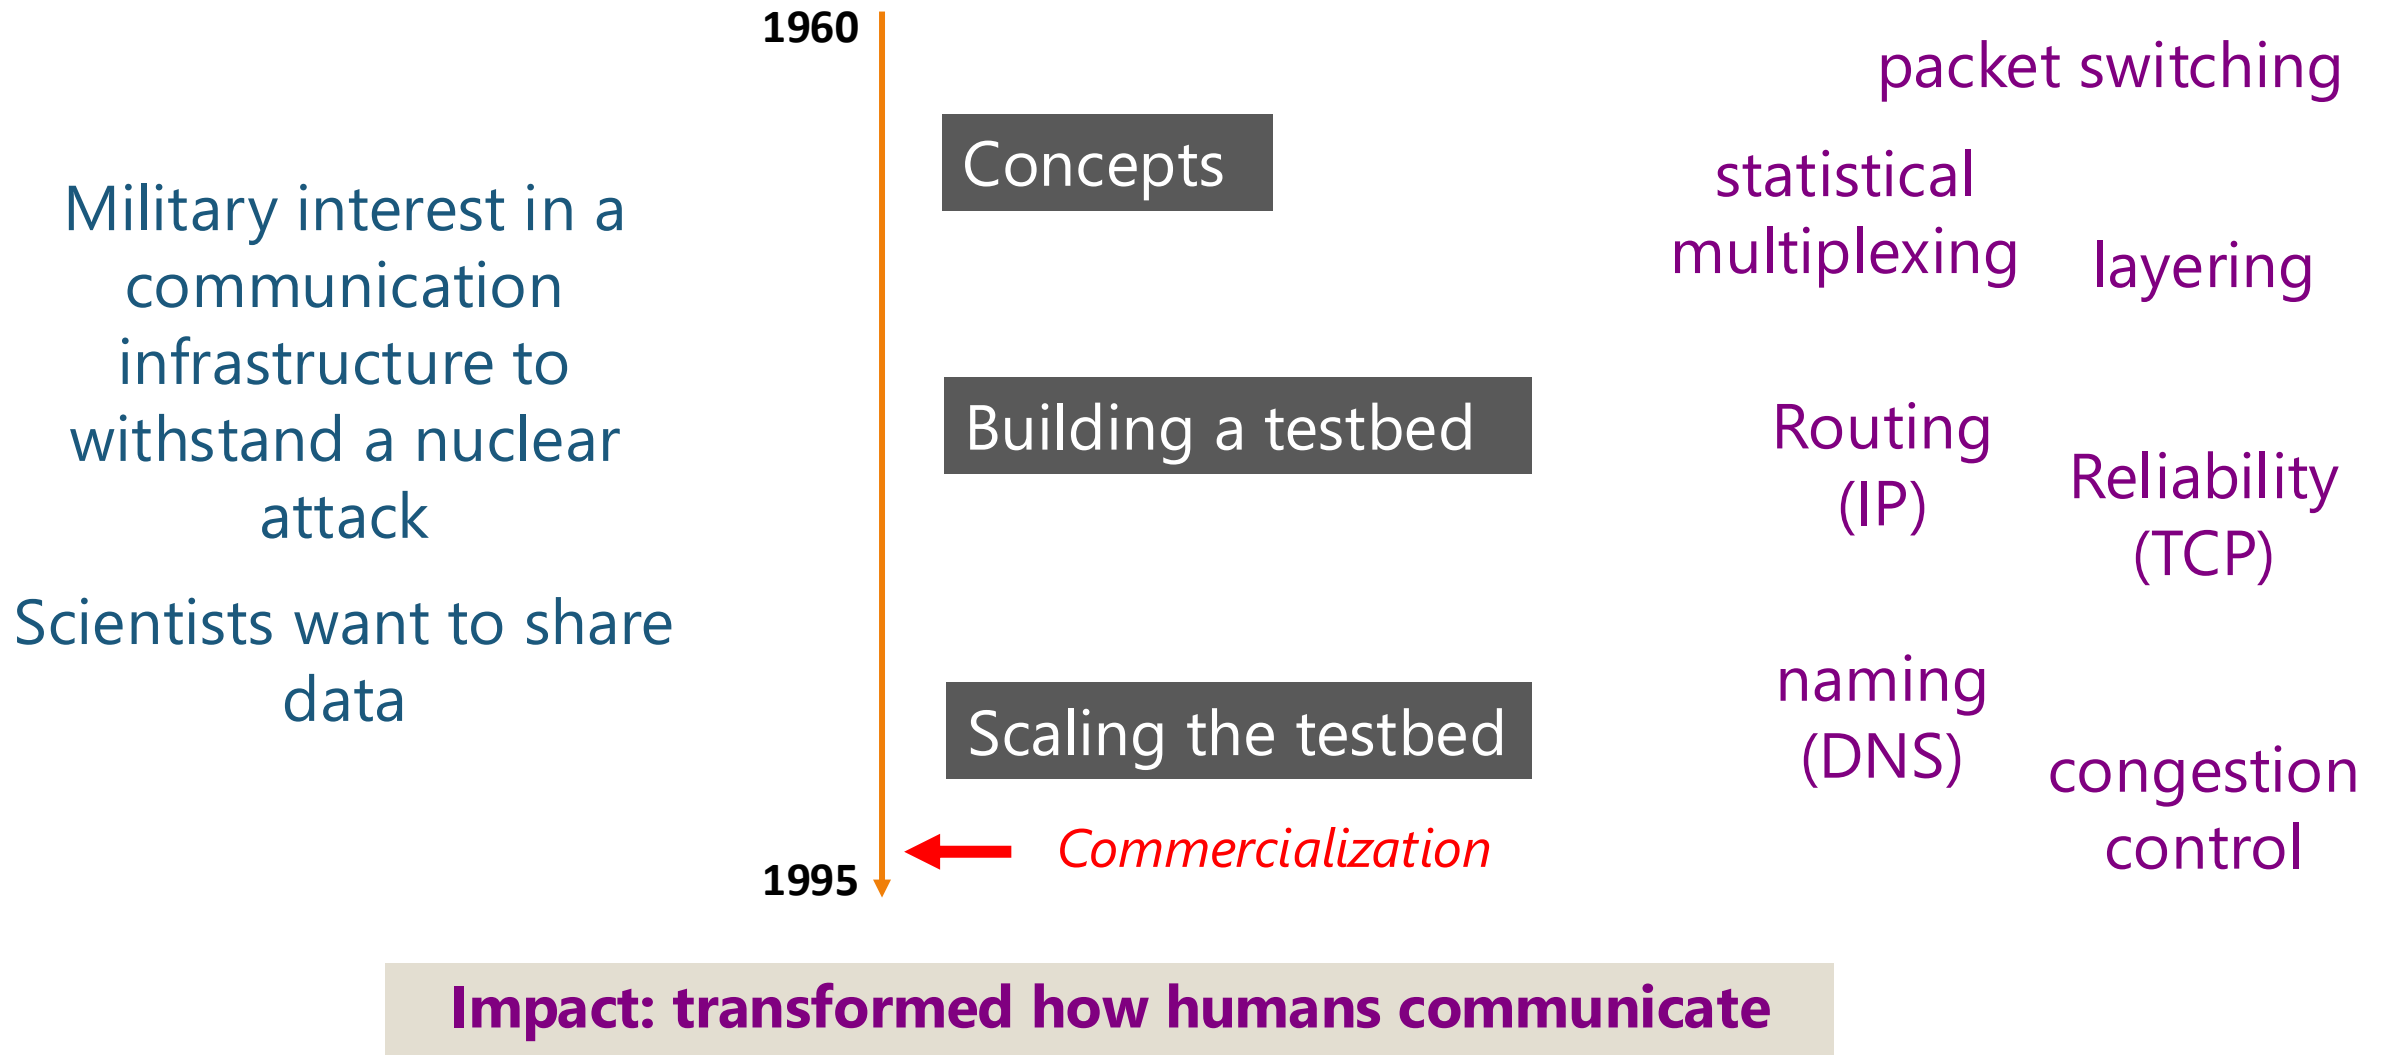 1960
Military interest in a
communication
infrastructure to
withstand a nuclear
attack
Scientists want to share
data
Concepts
Building a testbed
Scaling the testbed
Commercialization
1995
packet switching
statistical
multiplexing
layering
Routing
(IP)
Reliability
(TCP)
naming
(DNS)
congestion
control
Impact: transformed how humans communicate